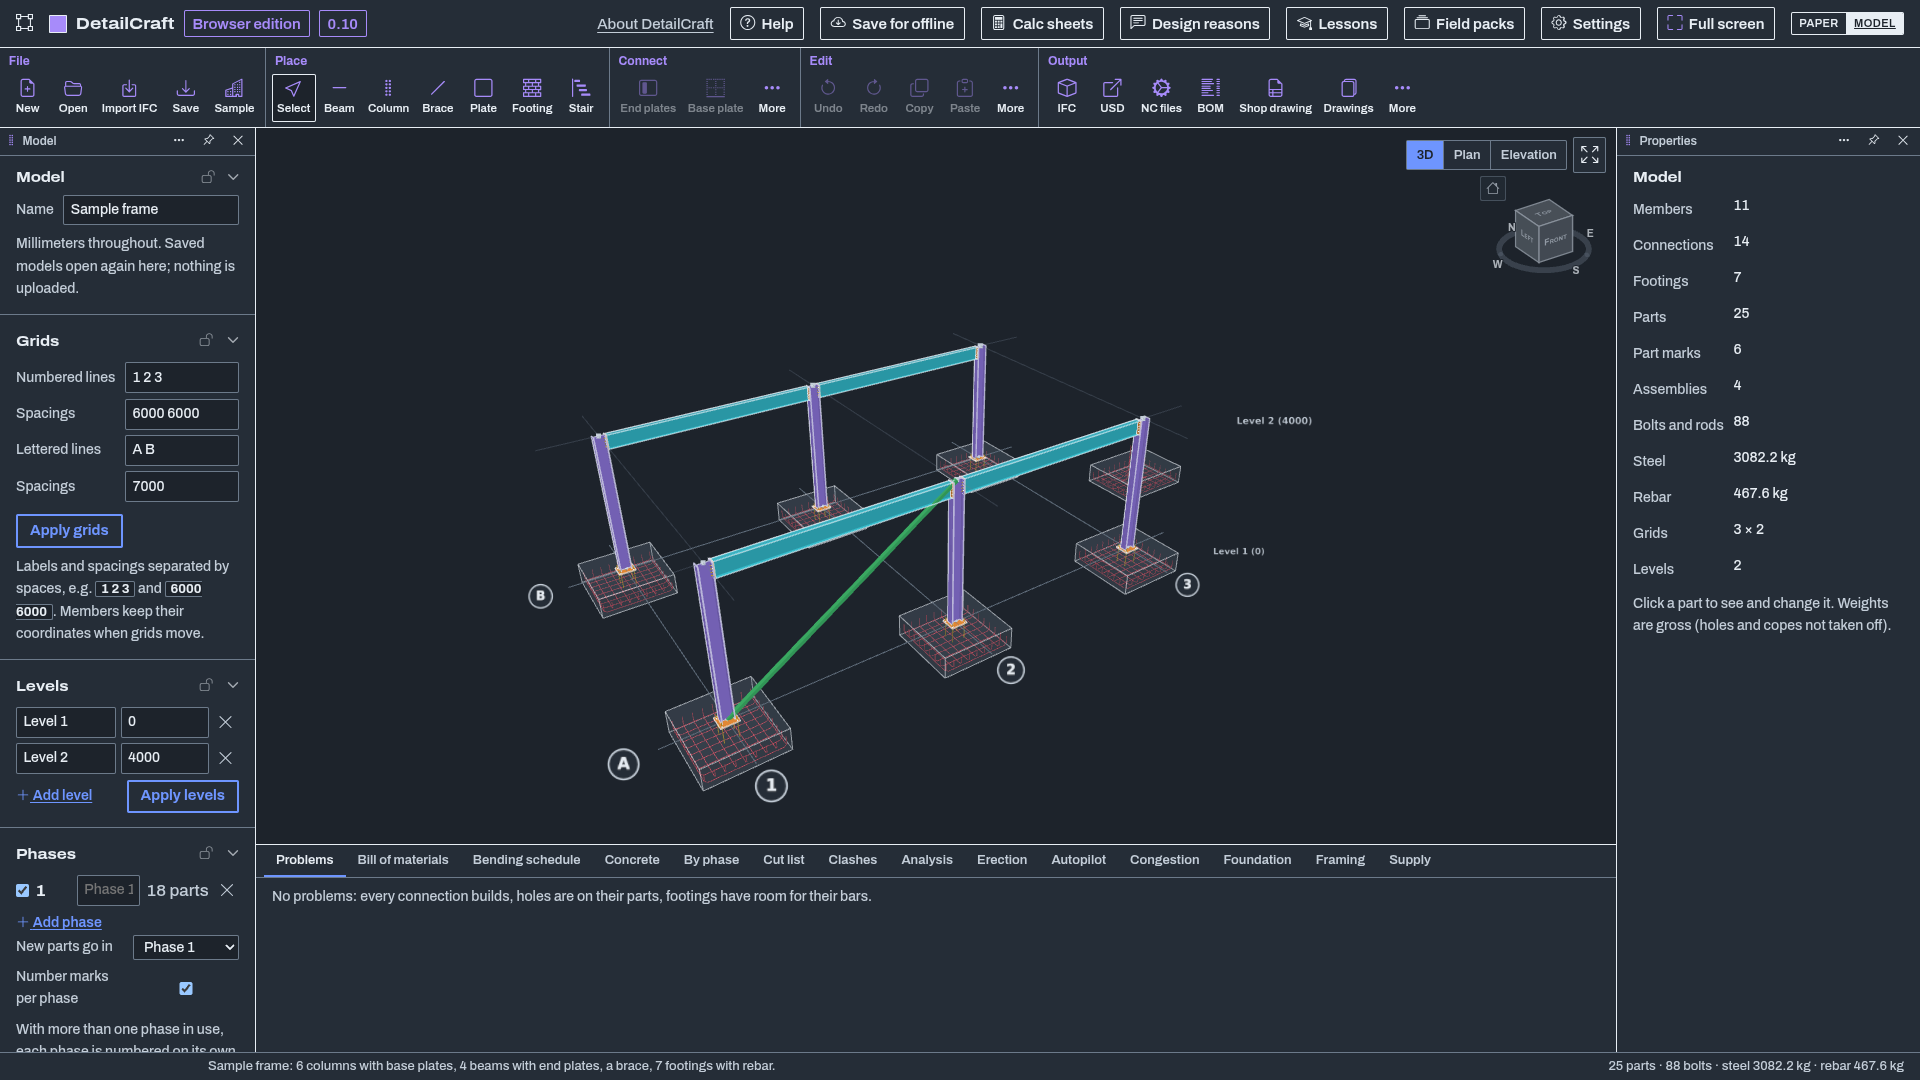 DetailCraft
Browser edition
0.10
About DetailCraft
Help
Save for offline
Calc sheets
Design reasons
Lessons
Field packs
Settings
Full screen
PAPER
MODEL
File
Place
Connect
Edit
Output
New
Open
Import IFC
Save
Sample
Select
Beam
Column
Brace
Plate
Footing
Stair
End plates
Base plate
More
Undo
Redo
Copy
Paste
More
IFC
USD
NC files
BOM
Shop drawing
Drawings
More
Model
Model
Name
Sample frame
Millimeters throughout. Saved
models open again here; nothing is
uploaded.
Grids
Numbered lines
1 2 3
Spacings
6000 6000
Lettered lines
A B
Spacings
7000
Apply grids
Labels and spacings separated by
spaces, e.g. 1 2 3 and 6000
6000. Members keep their
coordinates when grids move.
Levels
Level 1
0
Level 2
4000
+ Add level
Apply levels
Phases
1
Phase 1
18 parts
+ Add phase
New parts go in
Phase 1
Number marks
per phase
With more than one phase in use,
each phase is numbered on its own
3D
Plan
Elevation
TOP
LEFT
FRONT
N
E
W
S
Level 2 (4000)
Level 1 (0)
B
A
1
2
3
Problems
Bill of materials
Bending schedule
Concrete
By phase
Cut list
Clashes
Analysis
Erection
Autopilot
Congestion
Foundation
Framing
Supply
No problems: every connection builds, holes are on their parts, footings have room for their bars.
Properties
Model
Members 11
Connections 14
Footings 7
Parts 25
Part marks 6
Assemblies 4
Bolts and rods 88
Steel 3082.2 kg
Rebar 467.6 kg
Grids 3 × 2
Levels 2
Click a part to see and change it. Weights
are gross (holes and copes not taken off).
Sample frame: 6 columns with base plates, 4 beams with end plates, a brace, 7 footings with rebar.
25 parts · 88 bolts · steel 3082.2 kg · rebar 467.6 kg